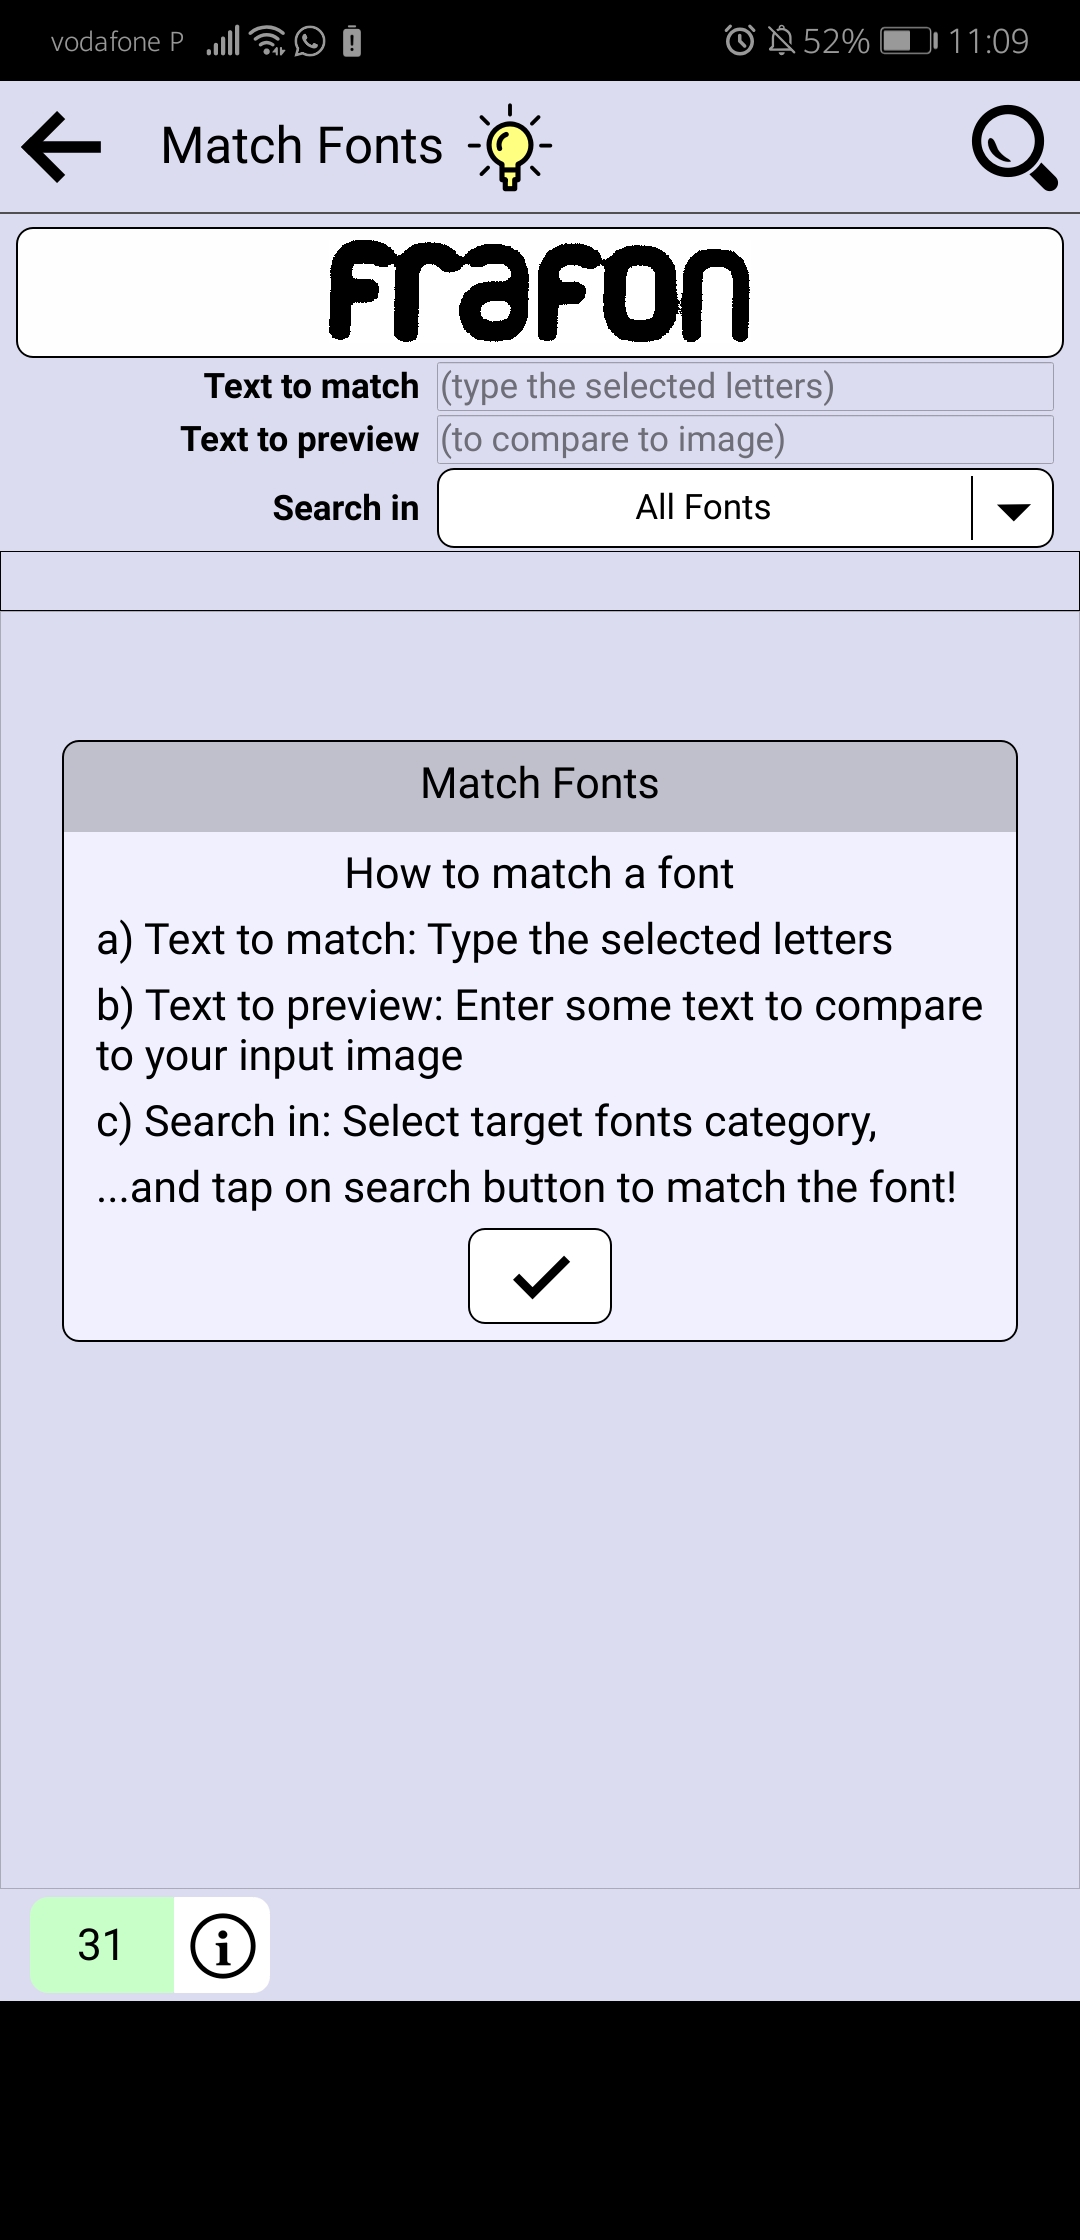 vodafone P 52% 11:09
Match Fonts
Frafon
Text to match (type the selected letters)
Text to preview (to compare to image)
Search in All Fonts
Match Fonts
How to match a font
a) Text to match: Type the selected letters
b) Text to preview: Enter some text to compare
to your input image
c) Search in: Select target fonts category,
...and tap on search button to match the font!
31 i